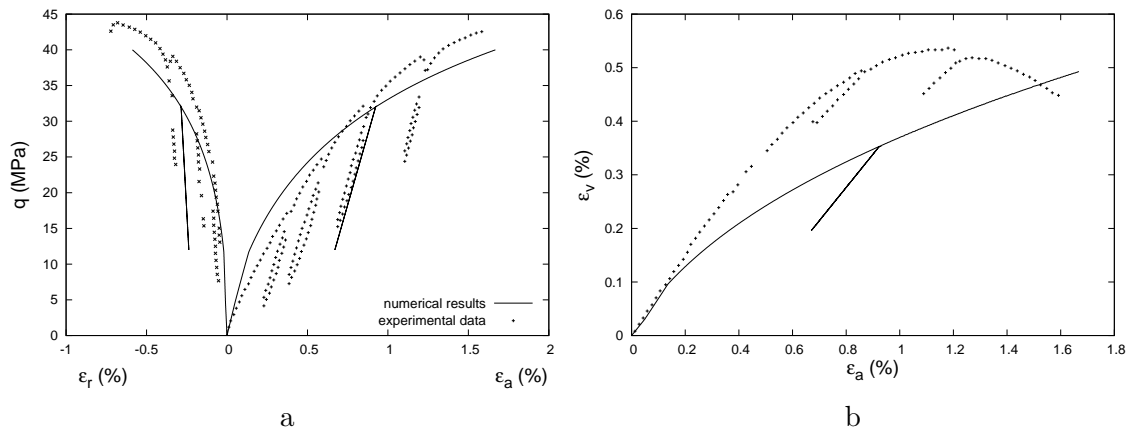 45
40
35
30
25
20
15
10
5
0
q (MPa)
numerical results
experimental data
-1 -0.5 0 0.5 1 1.5 2
εr (%) εa (%)
a
0.6
0.5
0.4
0.3
0.2
0.1
0
εv (%)
0 0.2 0.4 0.6 0.8 1 1.2 1.4 1.6 1.8
εa (%)
b